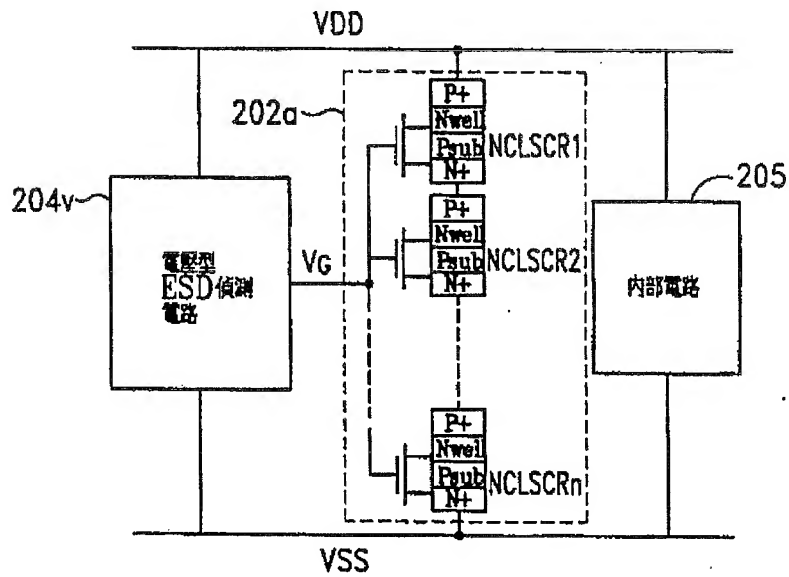 VDD
202a
P+
Nwell
Psub
N+
NCLSCR1
204v
205
P+
Nwell
Psub
N+
NCLSCR2
電壓型
ESD偵測
電路
VG
內部電路
P+
Nwell
Psub
N+
NCLSCRn
VSS